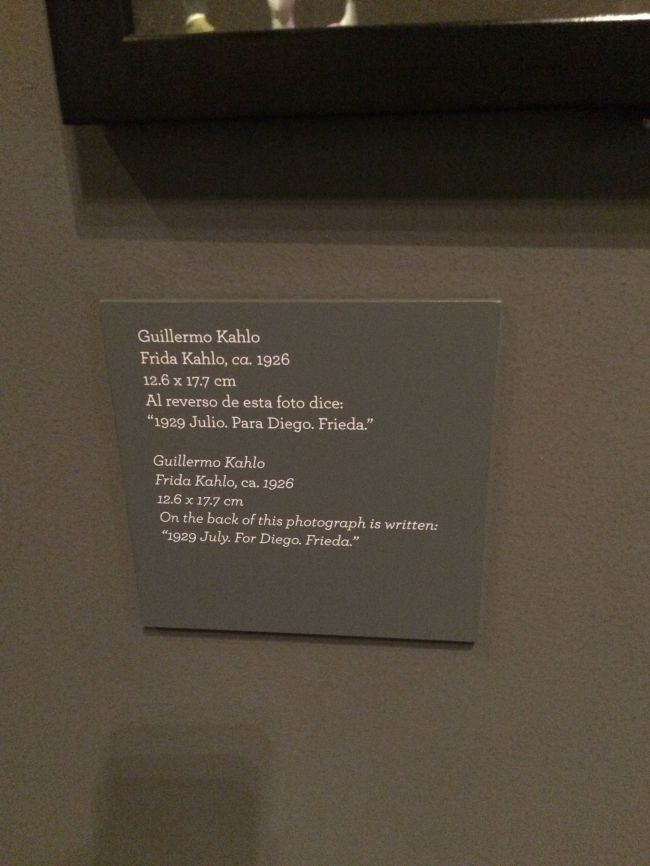 Guillermo Kahlo
Frida Kahlo, ca. 1926
12.6 x 17.7 cm
Al reverso de esta foto dice:
“1929 Julio. Para Diego. Frieda.”
Guillermo Kahlo
Frida Kahlo, ca. 1926
12.6 x 17.7 cm
On the back of this photograph is written:
“1929 July. For Diego. Frieda.”